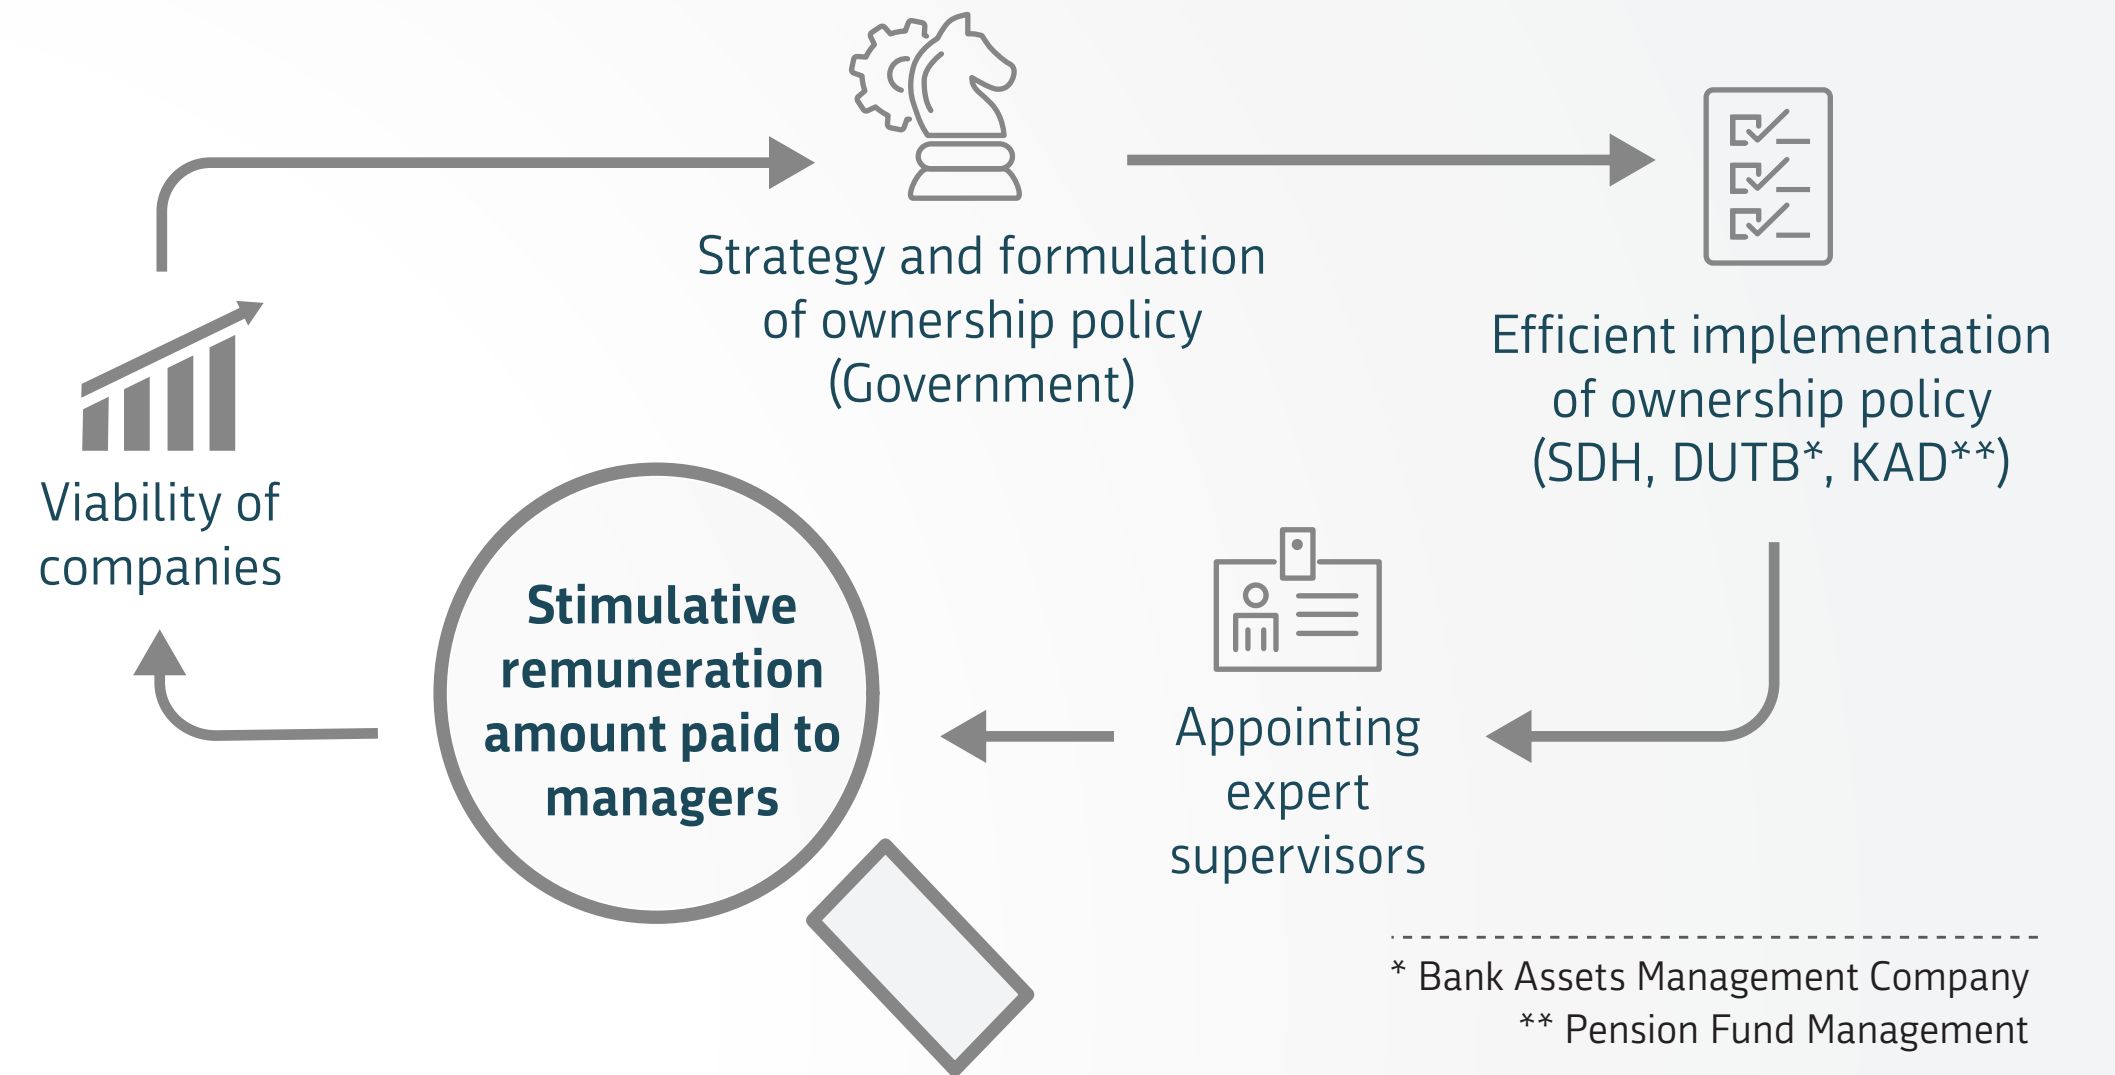 Strategy and formulation
of ownership policy
(Government)
Efficient implementation
of ownership policy
(SDH, DUTB*, KAD**)
Appointing
expert
supervisors
Stimulative
remuneration
amount paid to
managers
Viability of
companies
* Bank Assets Management Company
** Pension Fund Management